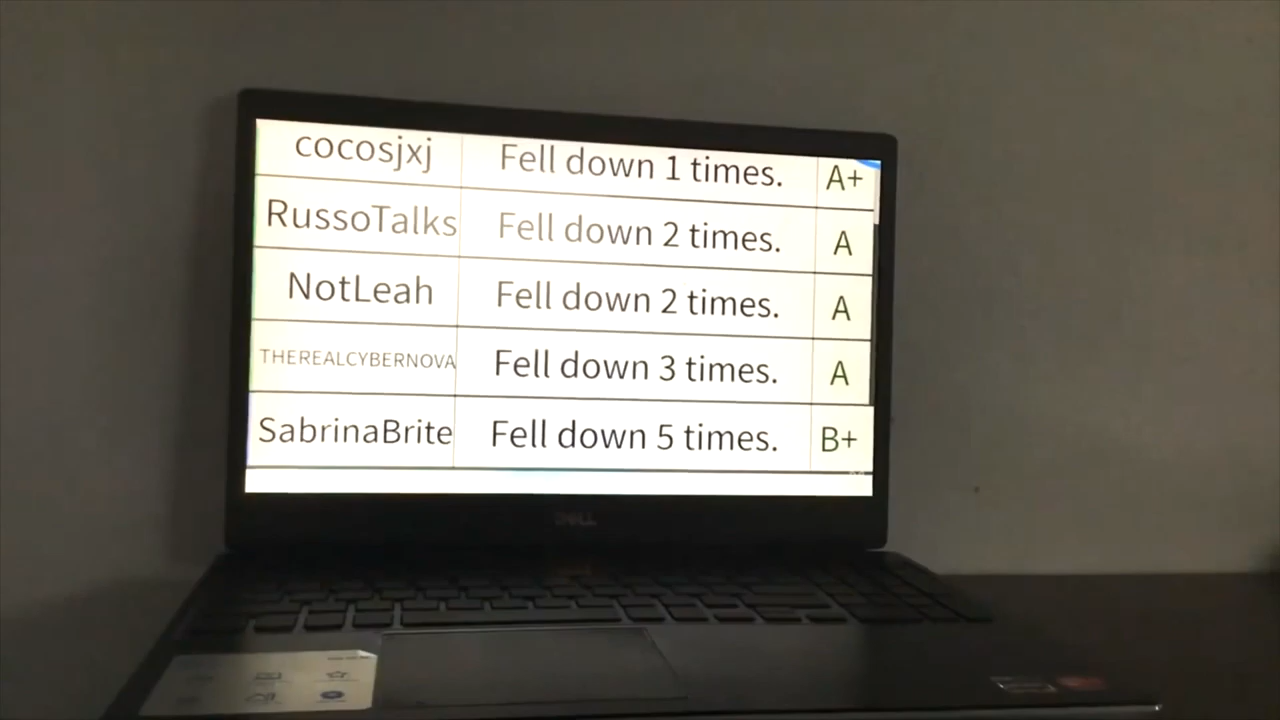 cocosjxj Fell down 1 times. A+
RussoTalks Fell down 2 times. A
NotLeah Fell down 2 times. A
THEREALCYBERNOVA Fell down 3 times. A
SabrinaBrite Fell down 5 times. B+
DELL